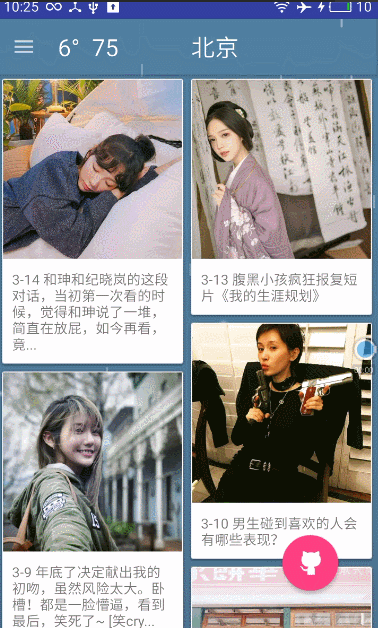 10:25
10
6° 75
北京
3-14 和珅和纪晓岚的这段
对话，当初第一次看的时
候，觉得和珅说了一堆，
简直在放屁，如今再看，
竟...
3-13 腹黑小孩疯狂报复短
片《我的生涯规划》
3-10 男生碰到喜欢的人会
有哪些表现？
3-9 年底了决定献出我的
初吻，虽然风险太大。卧
槽！都是一脸懵逼，看到
最后，笑死了~ [笑cry...